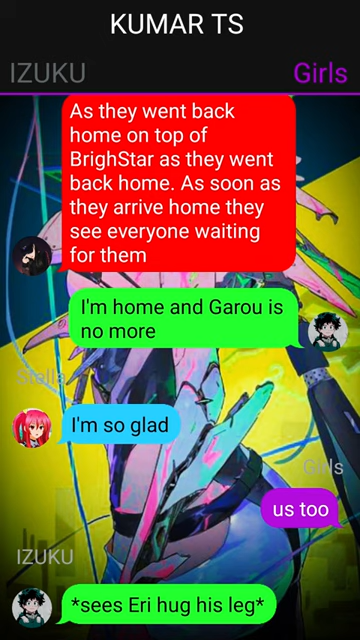 KUMAR TS
IZUKU
Girls
As they went back
home on top of
BrighStar as they went
back home. As soon as
they arrive home they
see everyone waiting
for them
I'm home and Garou is
no more
Stella
I'm so glad
Girls
us too
IZUKU
*sees Eri hug his leg*